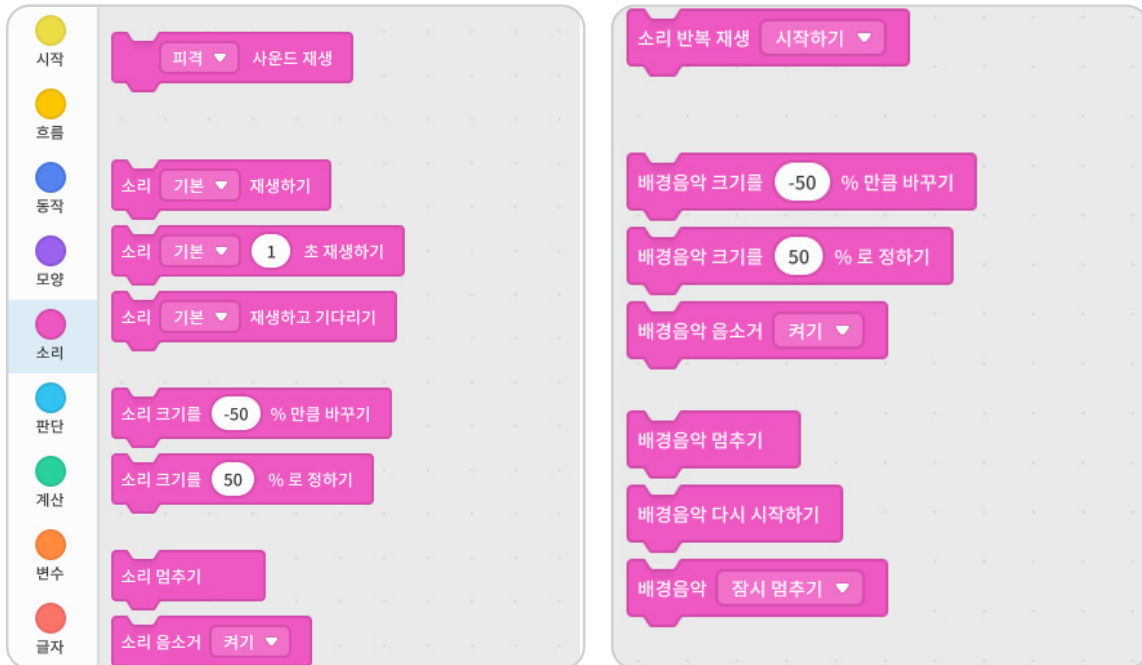 시작
흐름
동작
모양
소리
판단
계산
변수
글자
피격 사운드 재생
소리 기본 재생하기
소리 기본 1 초 재생하기
소리 기본 재생하고 기다리기
소리 크기를 -50 % 만큼 바꾸기
소리 크기를 50 % 로 정하기
소리 멈추기
소리 음소거 켜기
소리 반복 재생 시작하기
배경음악 크기를 -50 % 만큼 바꾸기
배경음악 크기를 50 % 로 정하기
배경음악 음소거 켜기
배경음악 멈추기
배경음악 다시 시작하기
배경음악 잠시 멈추기